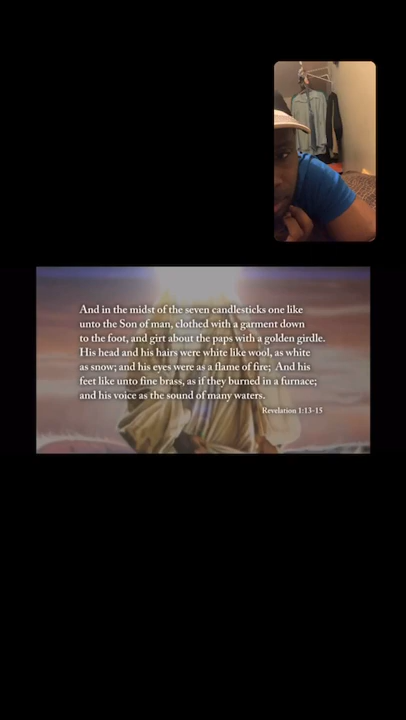 And in the midst of the seven candlesticks one like
unto the Son of man, clothed with a garment down
to the foot, and girt about the paps with a golden girdle.
His head and his hairs were white like wool, as white
as snow; and his eyes were as a flame of fire; And his
feet like unto fine brass, as if they burned in a furnace;
and his voice as the sound of many waters.
Revelation 1:13-15